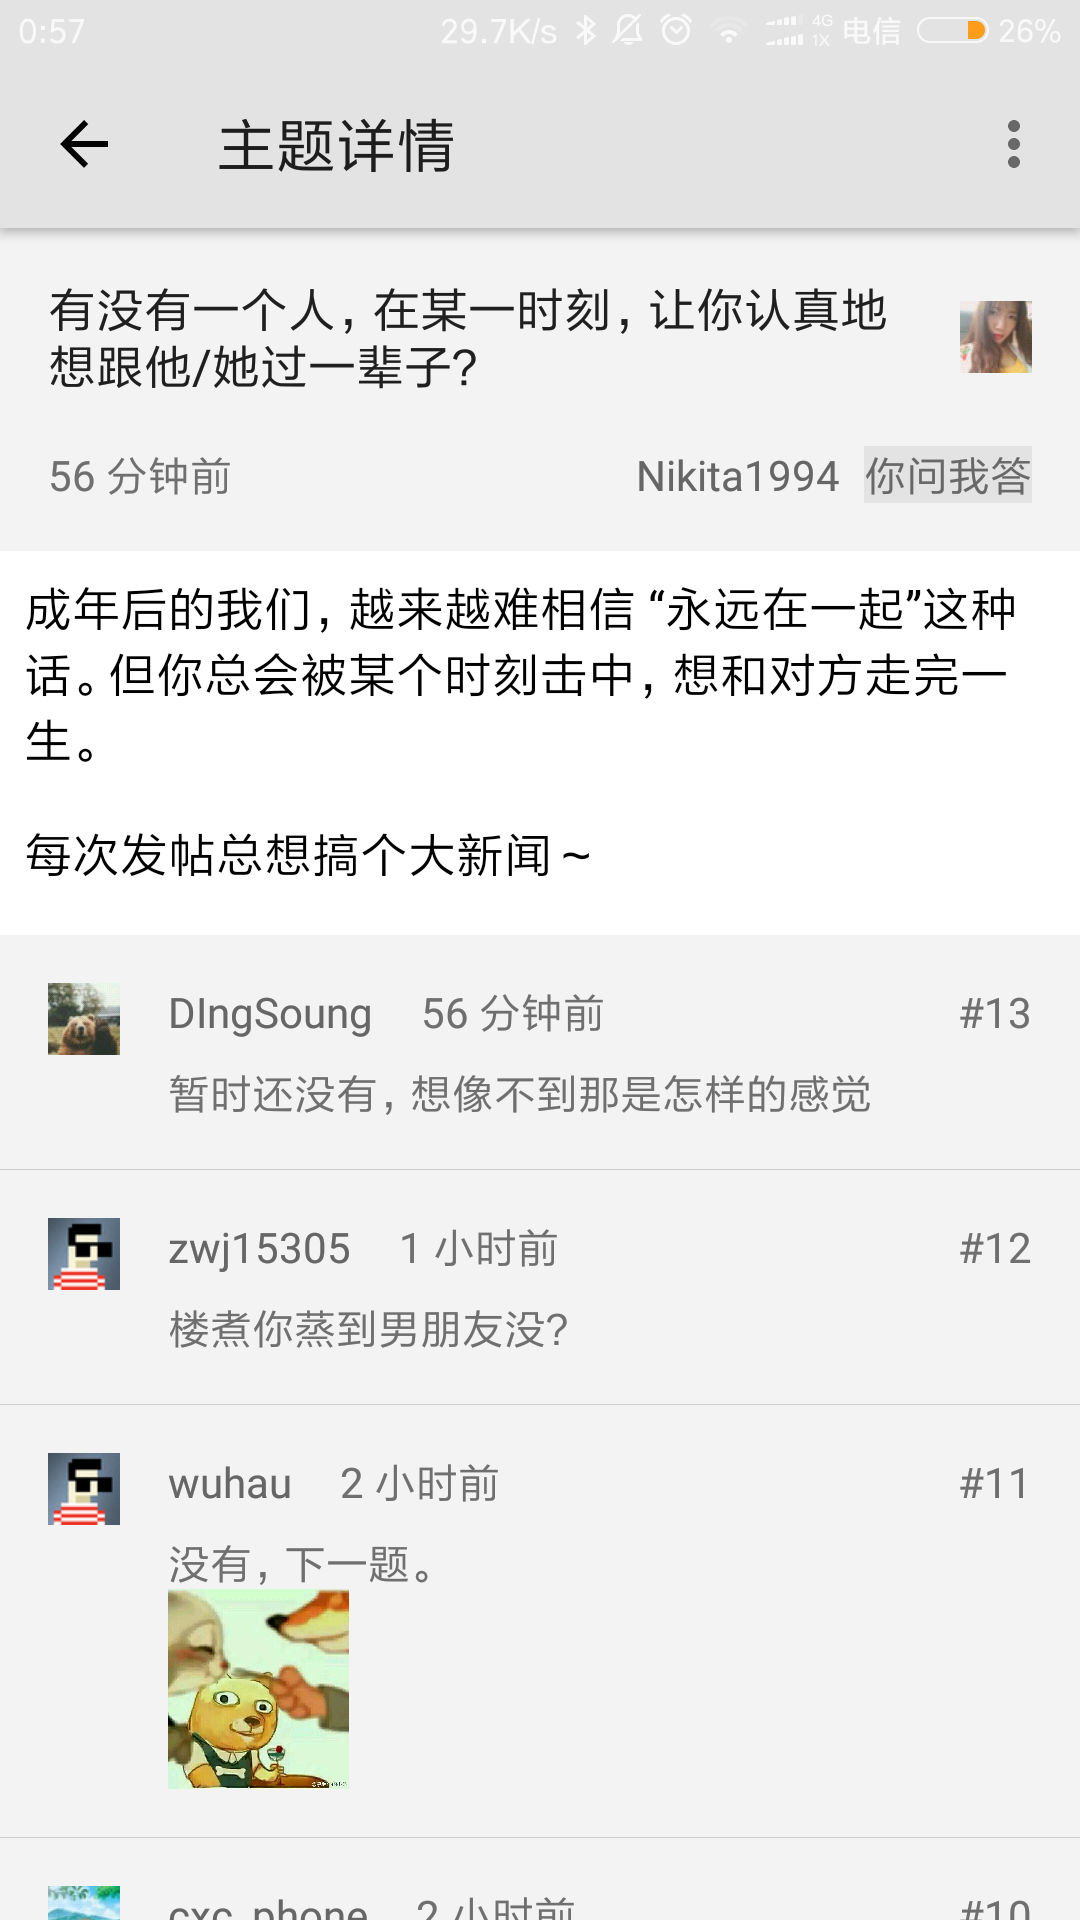 0:57 29.7K/s 4G 1X 电信 26%
主题详情
有没有一个人，在某一时刻，让你认真地
想跟他/她过一辈子？
56 分钟前 Nikita1994 你问我答
成年后的我们，越来越难相信 “永远在一起”这种
话。但你总会被某个时刻击中，想和对方走完一
生。
每次发帖总想搞个大新闻 ~
DIngSoung 56 分钟前 #13
暂时还没有，想像不到那是怎样的感觉
zwj15305 1 小时前 #12
楼煮你蒸到男朋友没？
wuhau 2 小时前 #11
没有，下一题。
cxc_phone 2 小时前 #10